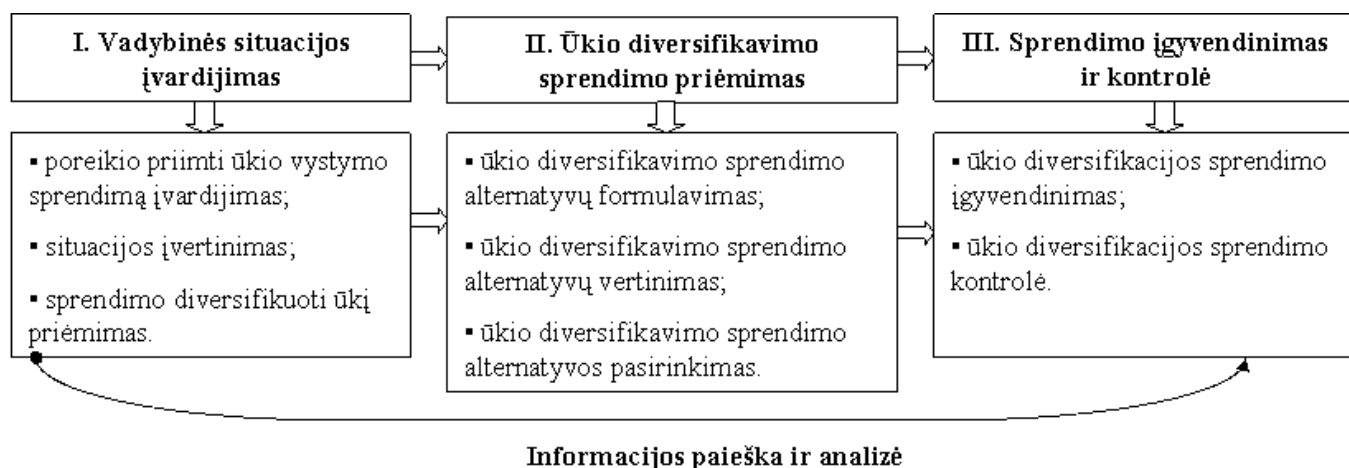 I. Vadybinės situacijos
įvardijimas
II. Ūkio diversifikavimo
sprendimo priėmimas
III. Sprendimo įgyvendinimas
ir kontrolė
▪ poreikio priimti ūkio vystymo
sprendimą įvardijimas;
▪ situacijos įvertinimas;
▪ sprendimo diversifikuoti ūkį
priėmimas.
▪ ūkio diversifikavimo sprendimo
alternatyvų formulavimas;
▪ ūkio diversifikavimo sprendimo
alternatyvų vertinimas;
▪ ūkio diversifikavimo sprendimo
alternatyvos pasirinkimas.
▪ ūkio diversifikacijos sprendimo
įgyvendinimas;
▪ ūkio diversifikacijos sprendimo
kontrolė.
Informacijos paieška ir analizė